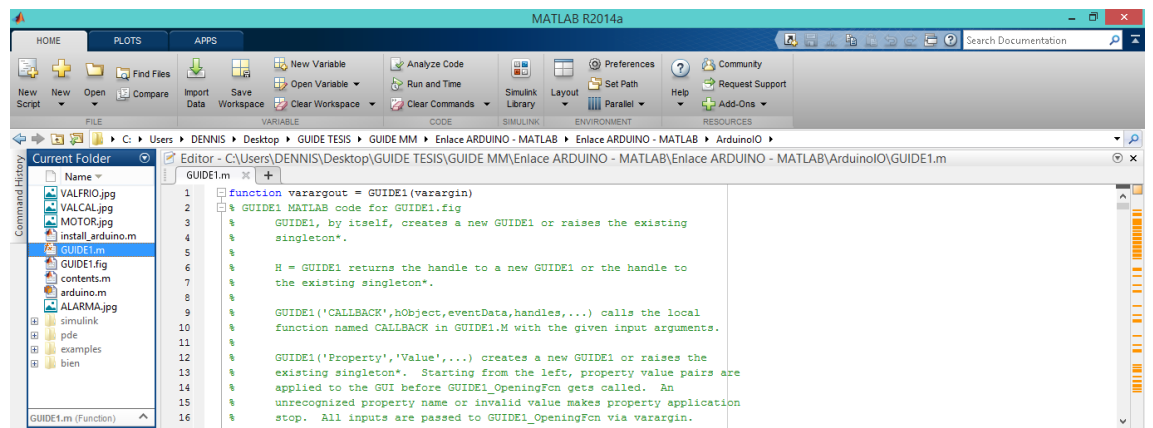 MATLAB R2014a
HOME PLOTS APPS Search Documentation
New Script New Open Find Files Compare Import Data Save Workspace New Variable Open Variable Clear Workspace Analyze Code Run and Time Clear Commands Simulink Library Layout Preferences Set Path Parallel Help Community Request Support Add-Ons
FILE VARIABLE CODE SIMULINK ENVIRONMENT RESOURCES
C: Users DENNIS Desktop GUIDE TESIS GUIDE MM Enlace ARDUINO - MATLAB Enlace ARDUINO - MATLAB ArduinoIO
Command History
Current Folder
Name
VALFRIO.jpg
VALCAL.jpg
MOTOR.jpg
install_arduino.m
GUIDE1.m
GUIDE1.fig
contents.m
arduino.m
ALARMA.jpg
simulink
pde
examples
bien
GUIDE1.m (Function)
Editor - C:\Users\DENNIS\Desktop\GUIDE TESIS\GUIDE MM\Enlace ARDUINO - MATLAB\Enlace ARDUINO - MATLAB\ArduinoIO\GUIDE1.m
GUIDE1.m
1 function varargout = GUIDE1(varargin)
2 % GUIDE1 MATLAB code for GUIDE1.fig
3 % GUIDE1, by itself, creates a new GUIDE1 or raises the existing
4 % singleton*.
5 %
6 % H = GUIDE1 returns the handle to a new GUIDE1 or the handle to
7 % the existing singleton*.
8 %
9 % GUIDE1('CALLBACK',hObject,eventData,handles,...) calls the local
10 % function named CALLBACK in GUIDE1.M with the given input arguments.
11 %
12 % GUIDE1('Property','Value',...) creates a new GUIDE1 or raises the
13 % existing singleton*. Starting from the left, property value pairs are
14 % applied to the GUI before GUIDE1_OpeningFcn gets called. An
15 % unrecognized property name or invalid value makes property application
16 % stop. All inputs are passed to GUIDE1_OpeningFcn via varargin.